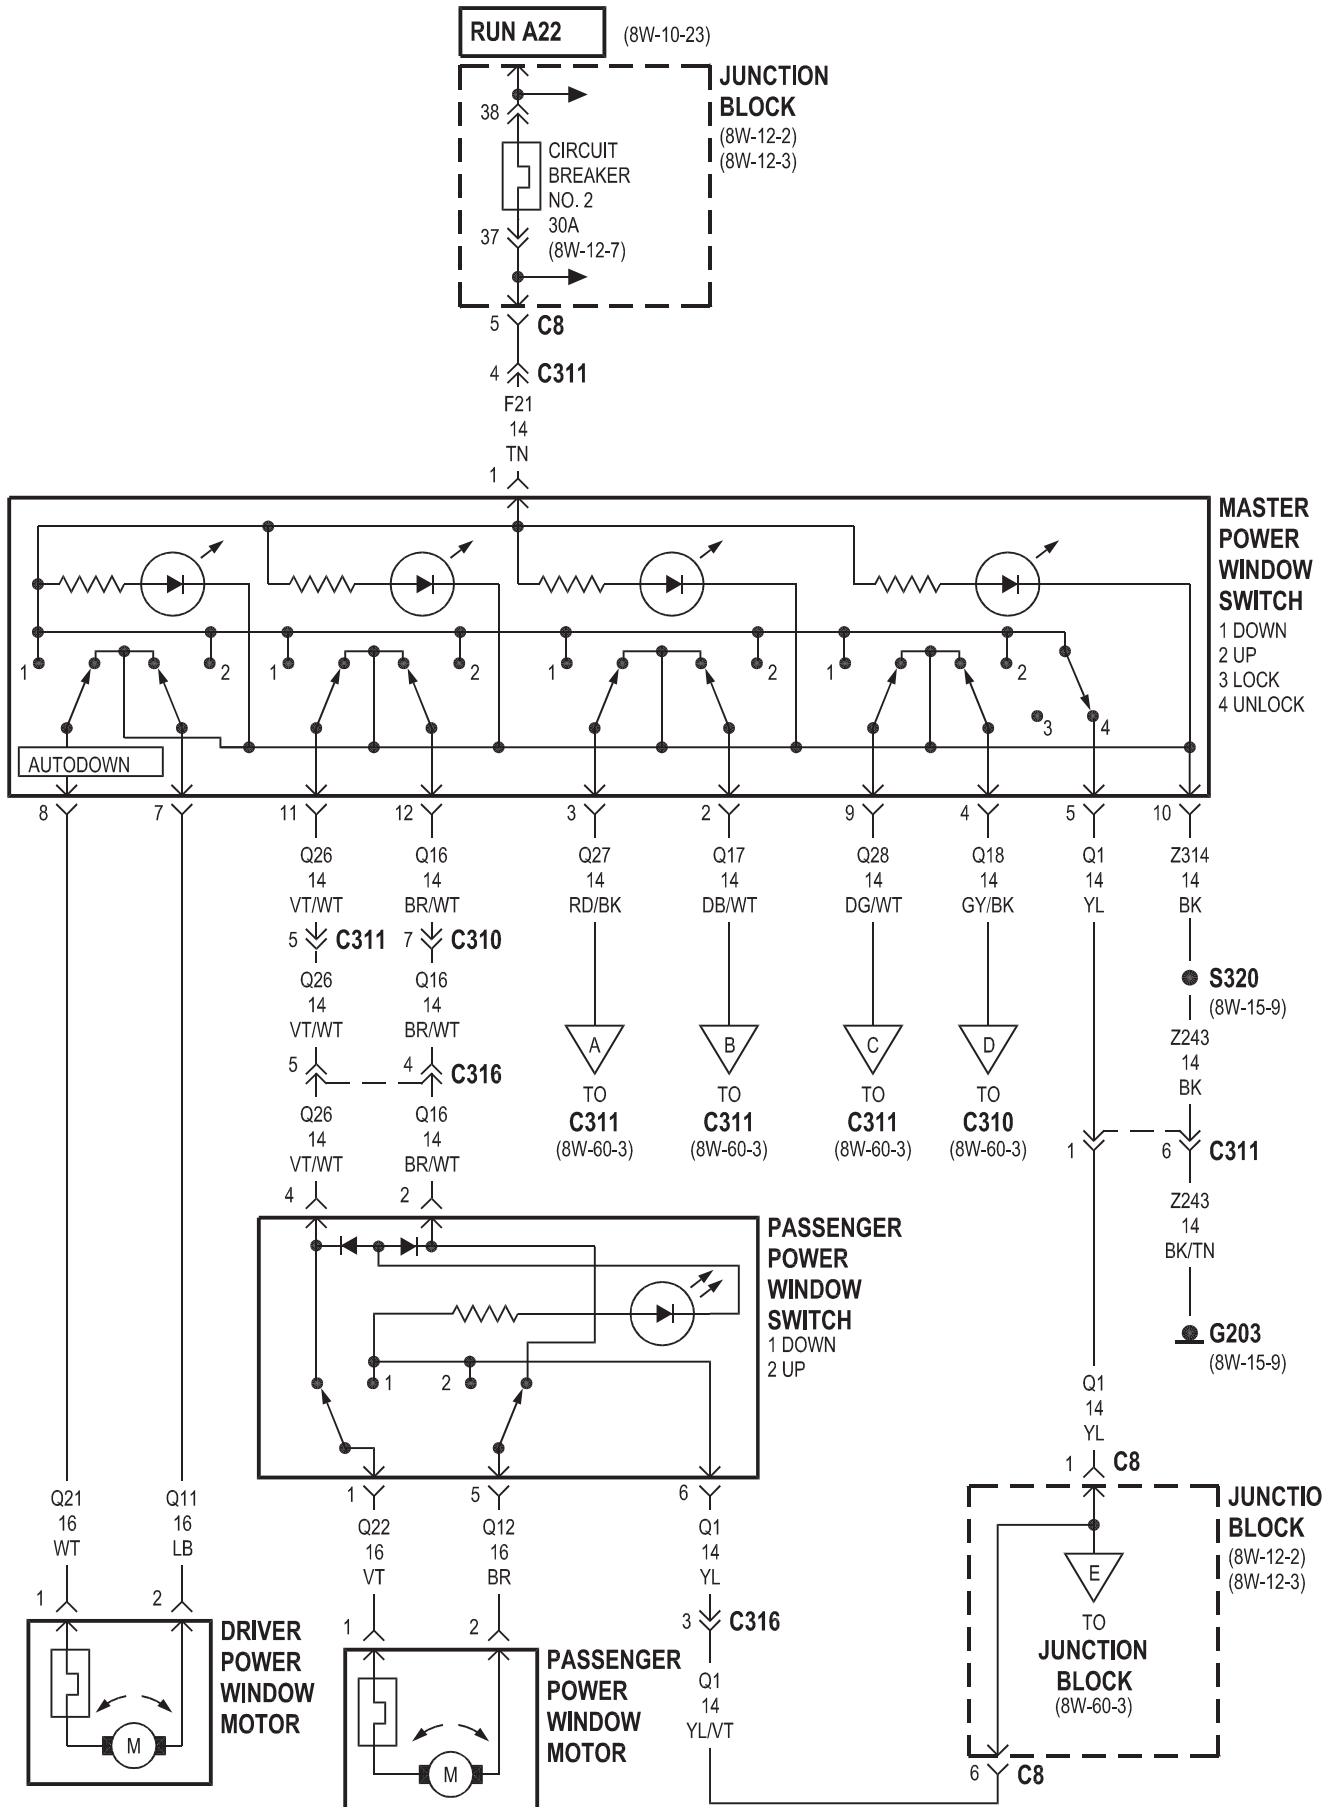 RUN A22
(8W-10-23)
JUNCTION
BLOCK
(8W-12-2)
(8W-12-3)
38
CIRCUIT
BREAKER
NO. 2
30A
(8W-12-7)
37
5 C8
4 C311
F21
14
TN
1
MASTER
POWER
WINDOW
SWITCH
1 DOWN
2 UP
3 LOCK
4 UNLOCK
1 2 1 2 1 2 1 2
3 4
AUTODOWN
8 7 11 12 3 2 9 4 5 10
Q26 Q16 Q27 Q17 Q28 Q18 Q1 Z314
14 14 14 14 14 14 14 14
VT/WT BR/WT RD/BK DB/WT DG/WT GY/BK YL BK
5 C311 7 C310
Q26 Q16
14 14
VT/WT BR/WT
S320
(8W-15-9)
Z243
14
BK
A B C D
5 4 C316
TO TO TO TO
C311 C311 C311 C310
(8W-60-3) (8W-60-3) (8W-60-3) (8W-60-3)
Q26 Q16
14 14
VT/WT BR/WT
1 6 C311
4 2
Z243
14
BK/TN
PASSENGER
POWER
WINDOW
SWITCH
1 DOWN
2 UP
1 2
G203
(8W-15-9)
Q1
14
YL
1 C8
1 5 6
Q21 Q11
16 16
WT LB
Q22 Q12 Q1
16 16 14
VT BR YL
JUNCTIO
BLOCK
(8W-12-2)
(8W-12-3)
E
TO
JUNCTION
BLOCK
(8W-60-3)
1 2
DRIVER
POWER
WINDOW
MOTOR
M
1 2
3 C316
PASSENGER
POWER
WINDOW
MOTOR
M
Q1
14
YL/VT
6 C8